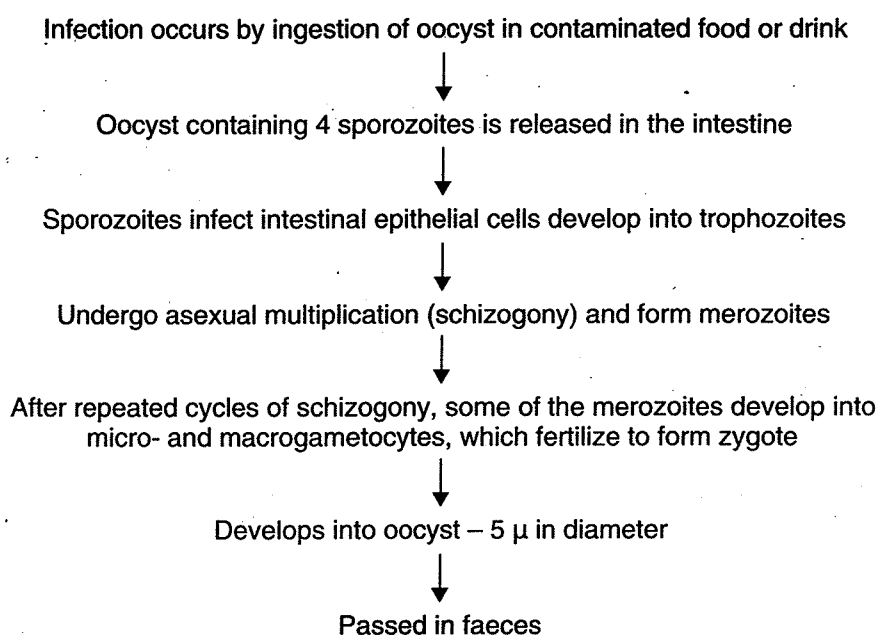 Infection occurs by ingestion of oocyst in contaminated food or drink
Oocyst containing 4 sporozoites is released in the intestine
Sporozoites infect intestinal epithelial cells develop into trophozoites
Undergo asexual multiplication (schizogony) and form merozoites
After repeated cycles of schizogony, some of the merozoites develop into
micro- and macrogametocytes, which fertilize to form zygote
Develops into oocyst – 5 μ in diameter
Passed in faeces